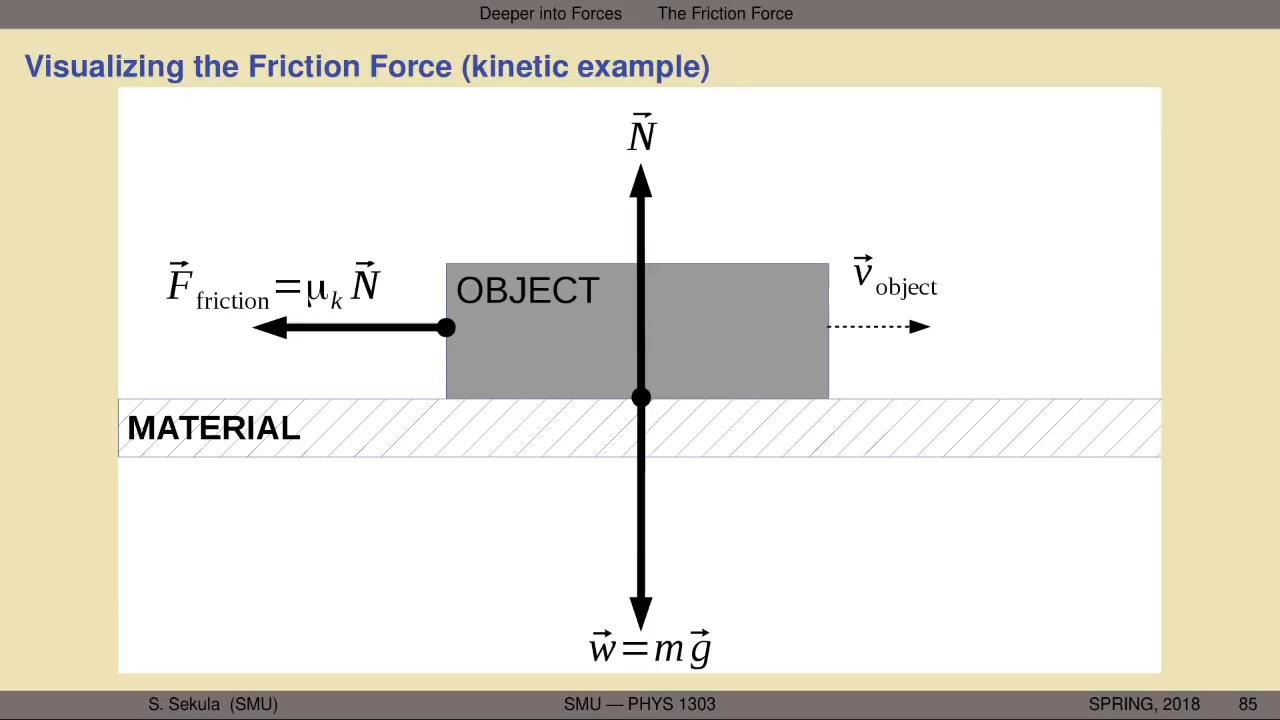 Deeper into Forces The Friction Force
Visualizing the Friction Force (kinetic example)
N⃗
F⃗ friction = μk N⃗
OBJECT
v⃗ object
MATERIAL
w⃗ = m g⃗
S. Sekula (SMU) SMU — PHYS 1303 SPRING, 2018 85